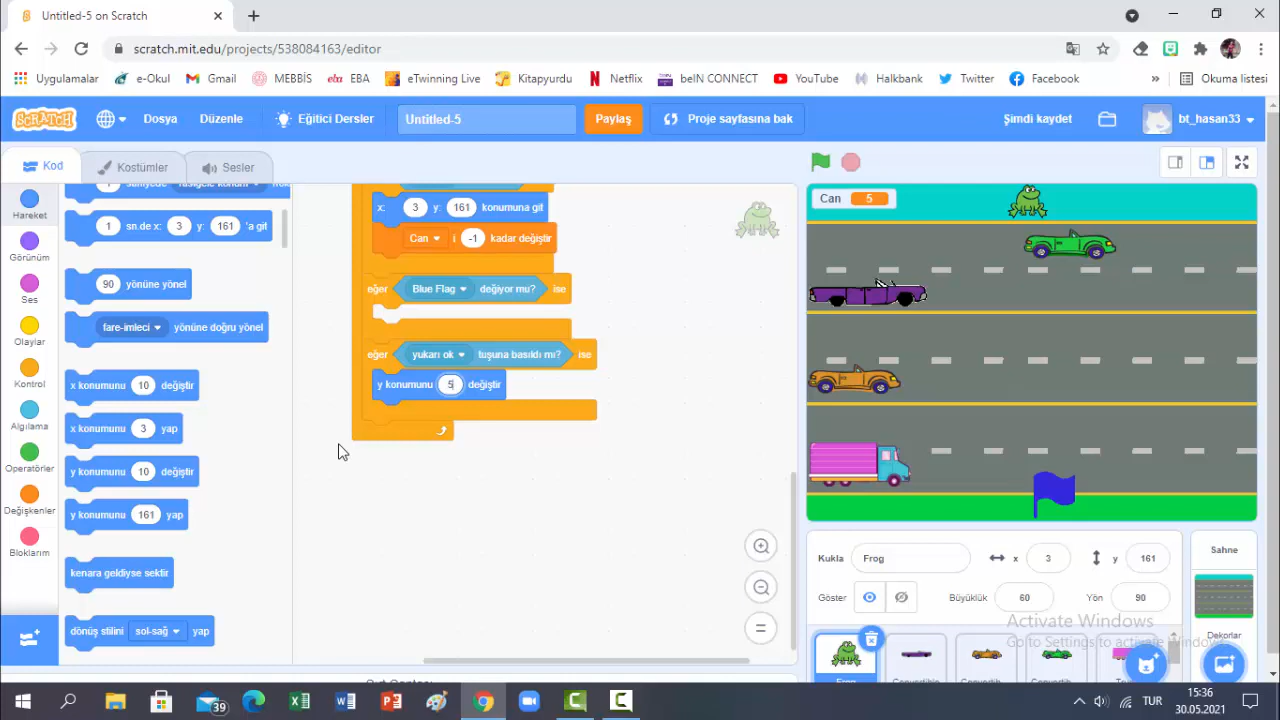 Untitled-5 on Scratch
scratch.mit.edu/projects/538084163/editor
Uygulamalar e-Okul Gmail MEBBİS eba EBA eTwinning Live Kitapyurdu Netflix beIN CONNECT YouTube Halkbank Twitter Facebook » Okuma listesi
SCRATCH Dosya Düzenle Eğitici Dersler Untitled-5 Paylaş Proje sayfasına bak Şimdi kaydet bt_hasan33
Kod Kostümler Sesler
Hareket
Görünüm
Ses
Olaylar
Kontrol
Algılama
Operatörler
Değişkenler
Bloklarım
1 sn.de x: 3 y: 161 'a git
90 yönüne yönel
fare-imleci yönüne doğru yönel
x konumunu 10 değiştir
x konumunu 3 yap
y konumunu 10 değiştir
y konumunu 161 yap
kenara geldiyse sektir
dönüş stilini sol-sağ yap
x: 3 y: 161 konumuna git
Can i -1 kadar değiştir
eğer Blue Flag değiyor mu? ise
eğer yukarı ok tuşuna basıldı mı? ise
y konumunu 5 değiştir
Can 5
Kukla Frog x 3 y 161
Göster Büyüklük 60 Yön 90
Sahne
Dekorlar
Activate Windows
Go to Settings to activate Windows.
Frog Convertible Convertib... Convertib...
39
TUR
15:36
30.05.2021